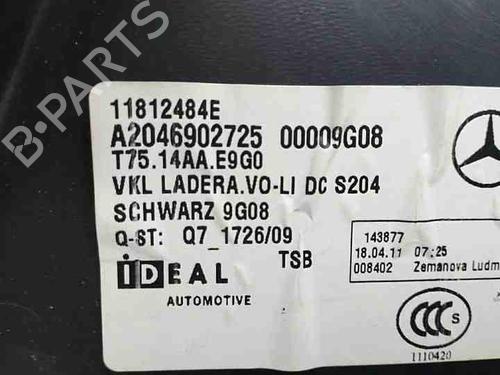 11812484E
A2046902725 00009G08
T75.14AA.E9G0
VKL LADERA.VO-LI DC S204
SCHWARZ 9G08
Q-ST: Q7_1726/09 TSB
143877
18.04.11 07:25
008402 Zemanova Ludm
iDEAL
AUTOMOTIVE
CCC S
1110420
B-PARTS